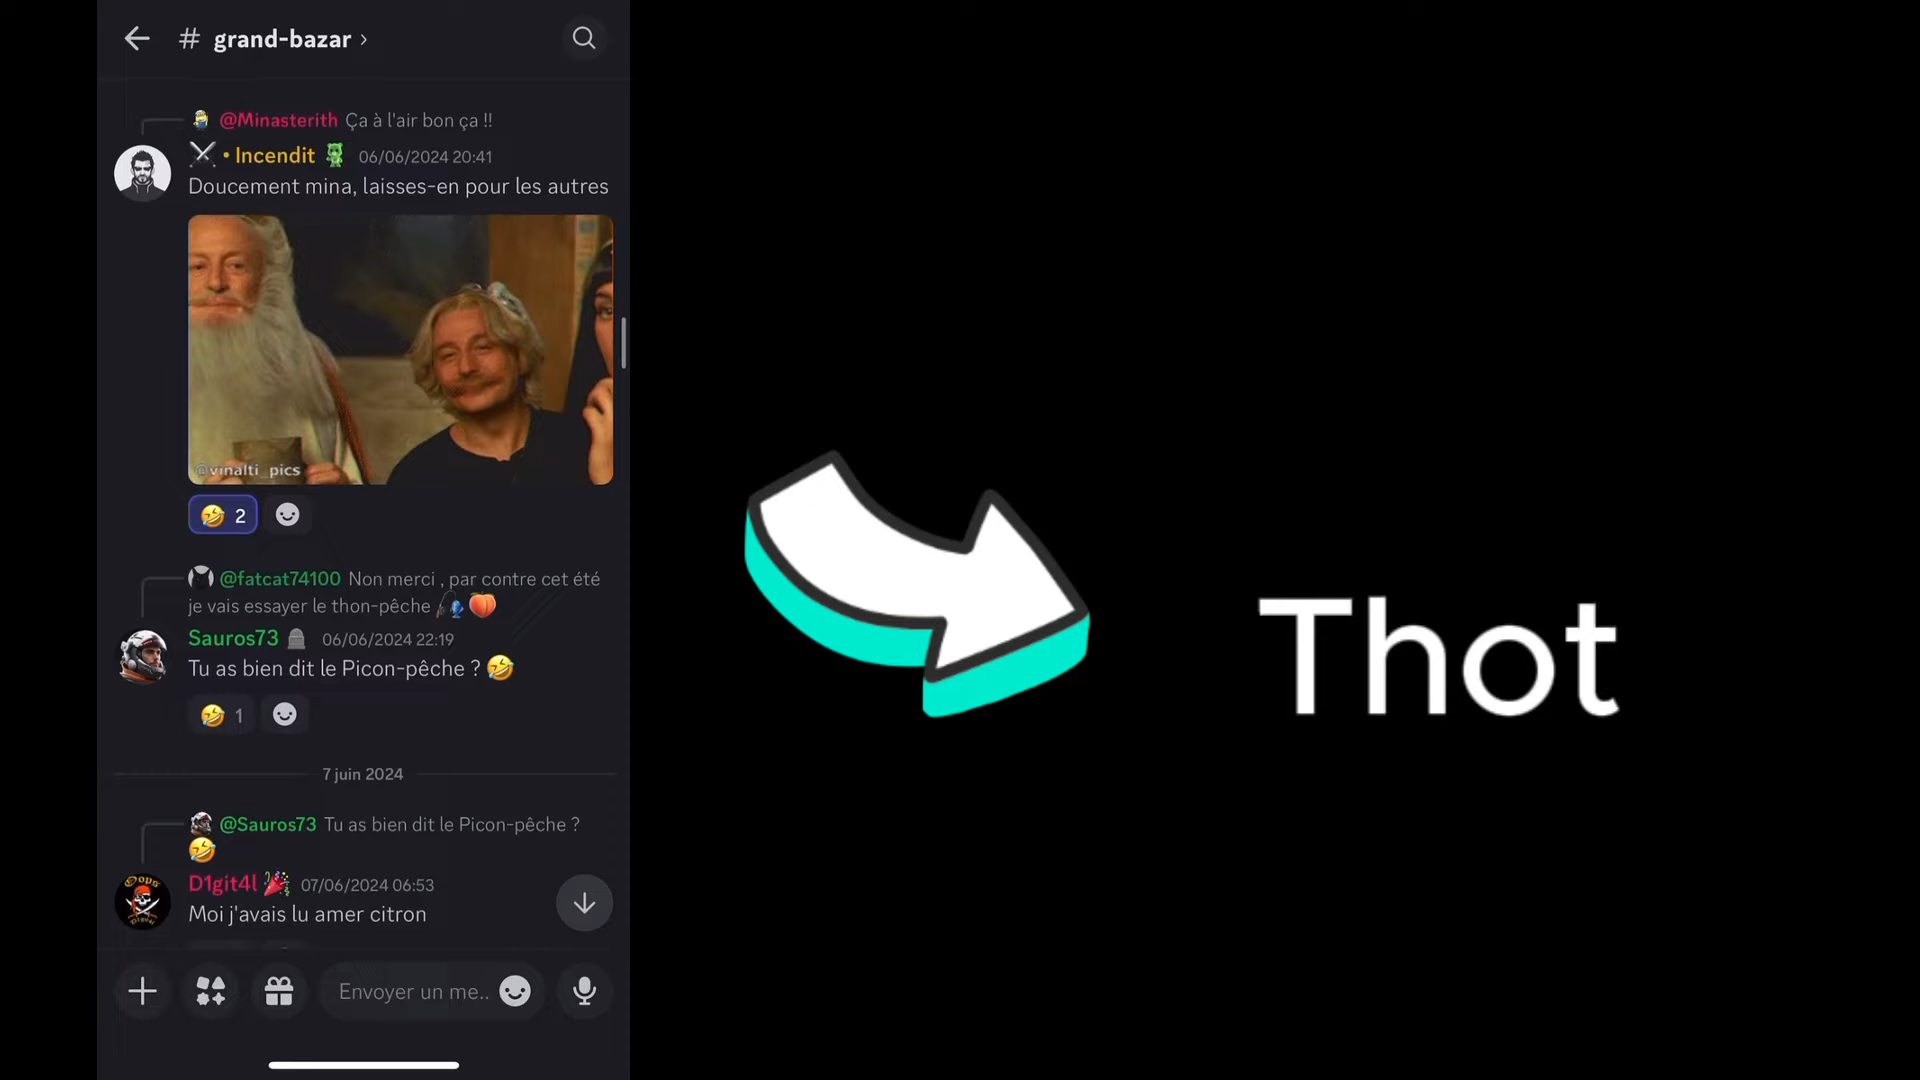 # grand-bazar
@Minasterith Ça à l'air bon ça !!
• Incendit 06/06/2024 20:41
Doucement mina, laisses-en pour les autres
@vinalti_pics
2
@fatcat74100 Non merci , par contre cet été
je vais essayer le thon-pêche
Sauros73 06/06/2024 22:19
Tu as bien dit le Picon-pêche ?
1
7 juin 2024
@Sauros73 Tu as bien dit le Picon-pêche ?
Oops
D1git4l 07/06/2024 06:53
Moi j'avais lu amer citron
Envoyer un me..
Thot